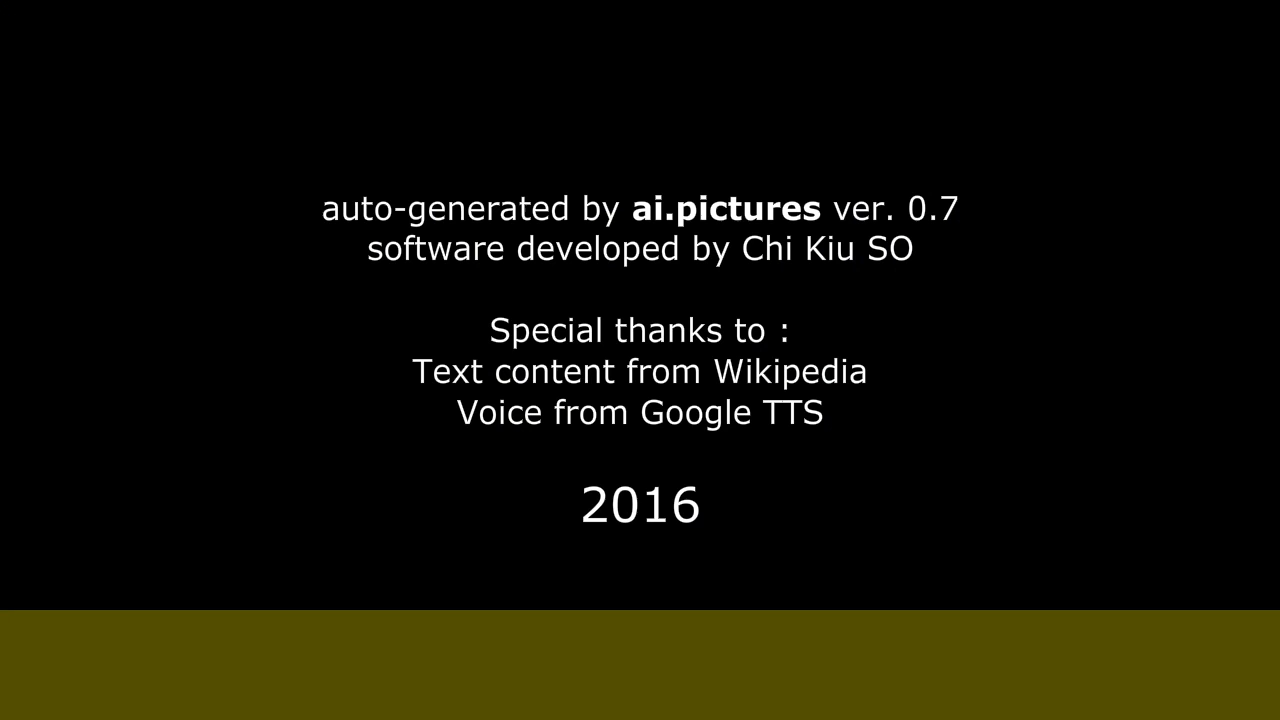 auto-generated by ai.pictures ver. 0.7
software developed by Chi Kiu SO
Special thanks to :
Text content from Wikipedia
Voice from Google TTS
2016